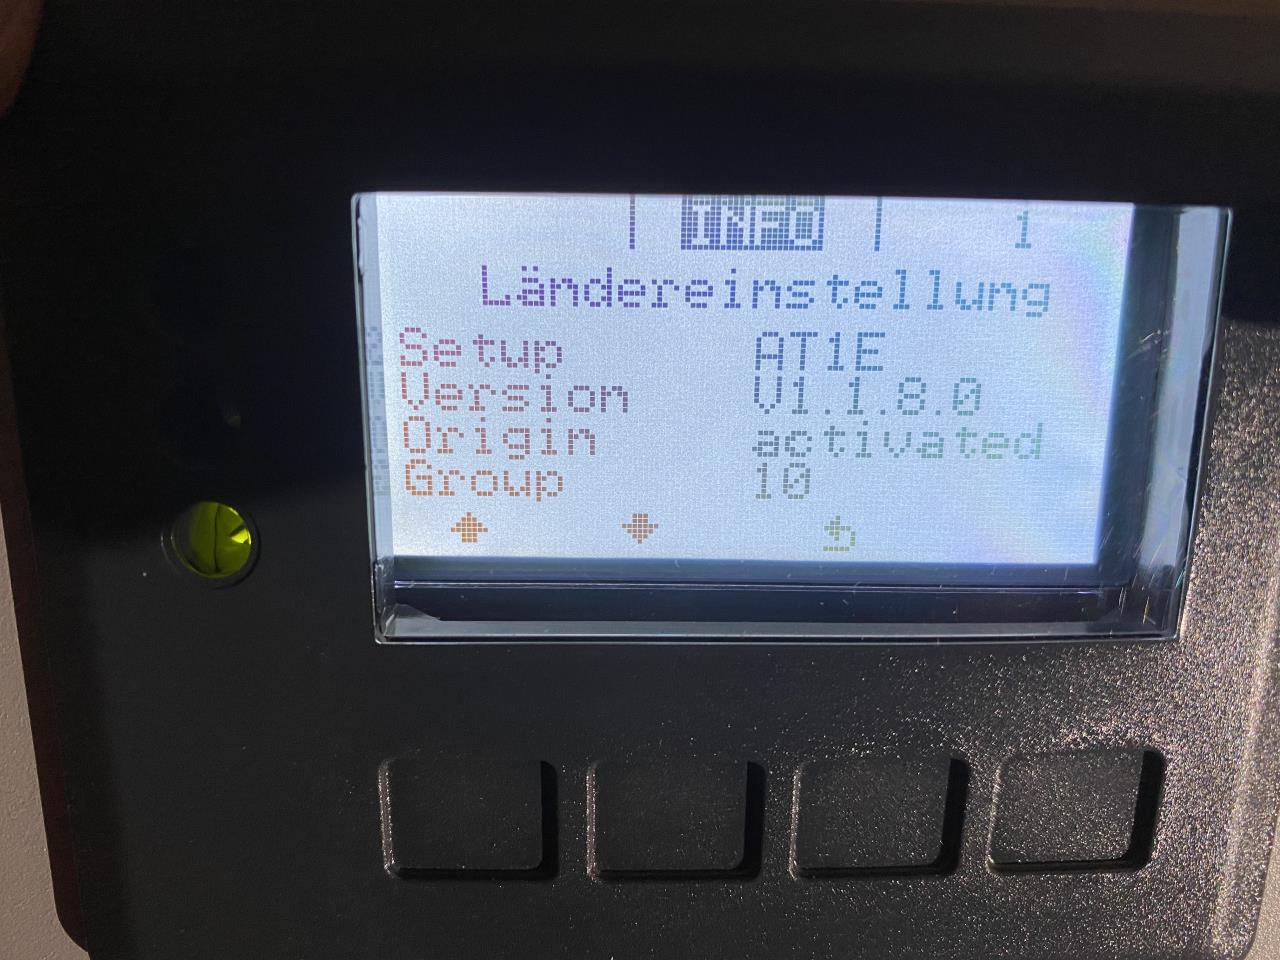 INFO 1
Ländereinstellung
Setup AT1E
Version V1.1.8.0
Origin activated
Group 10